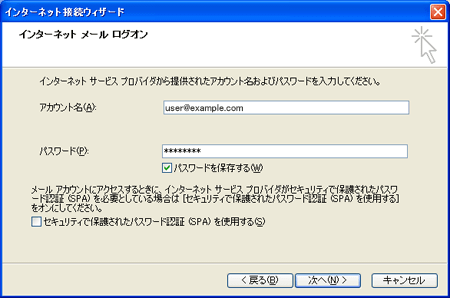 インターネット接続ウィザード
インターネット メール ログオン
インターネット サービス プロバイダから提供されたアカウント名およびパスワードを入力してください。
アカウント名(A):
user@example.com
パスワード(P):
********
パスワードを保存する(W)
メール アカウントにアクセスするときに、インターネット サービス プロバイダがセキュリティで保護されたパスワ
ード認証 (SPA) を必要としている場合は [セキュリティで保護されたパスワード認証 (SPA) を使用する]
をオンにしてください。
セキュリティで保護されたパスワード認証 (SPA) を使用する(S)
< 戻る(B)
次へ(N) >
キャンセル